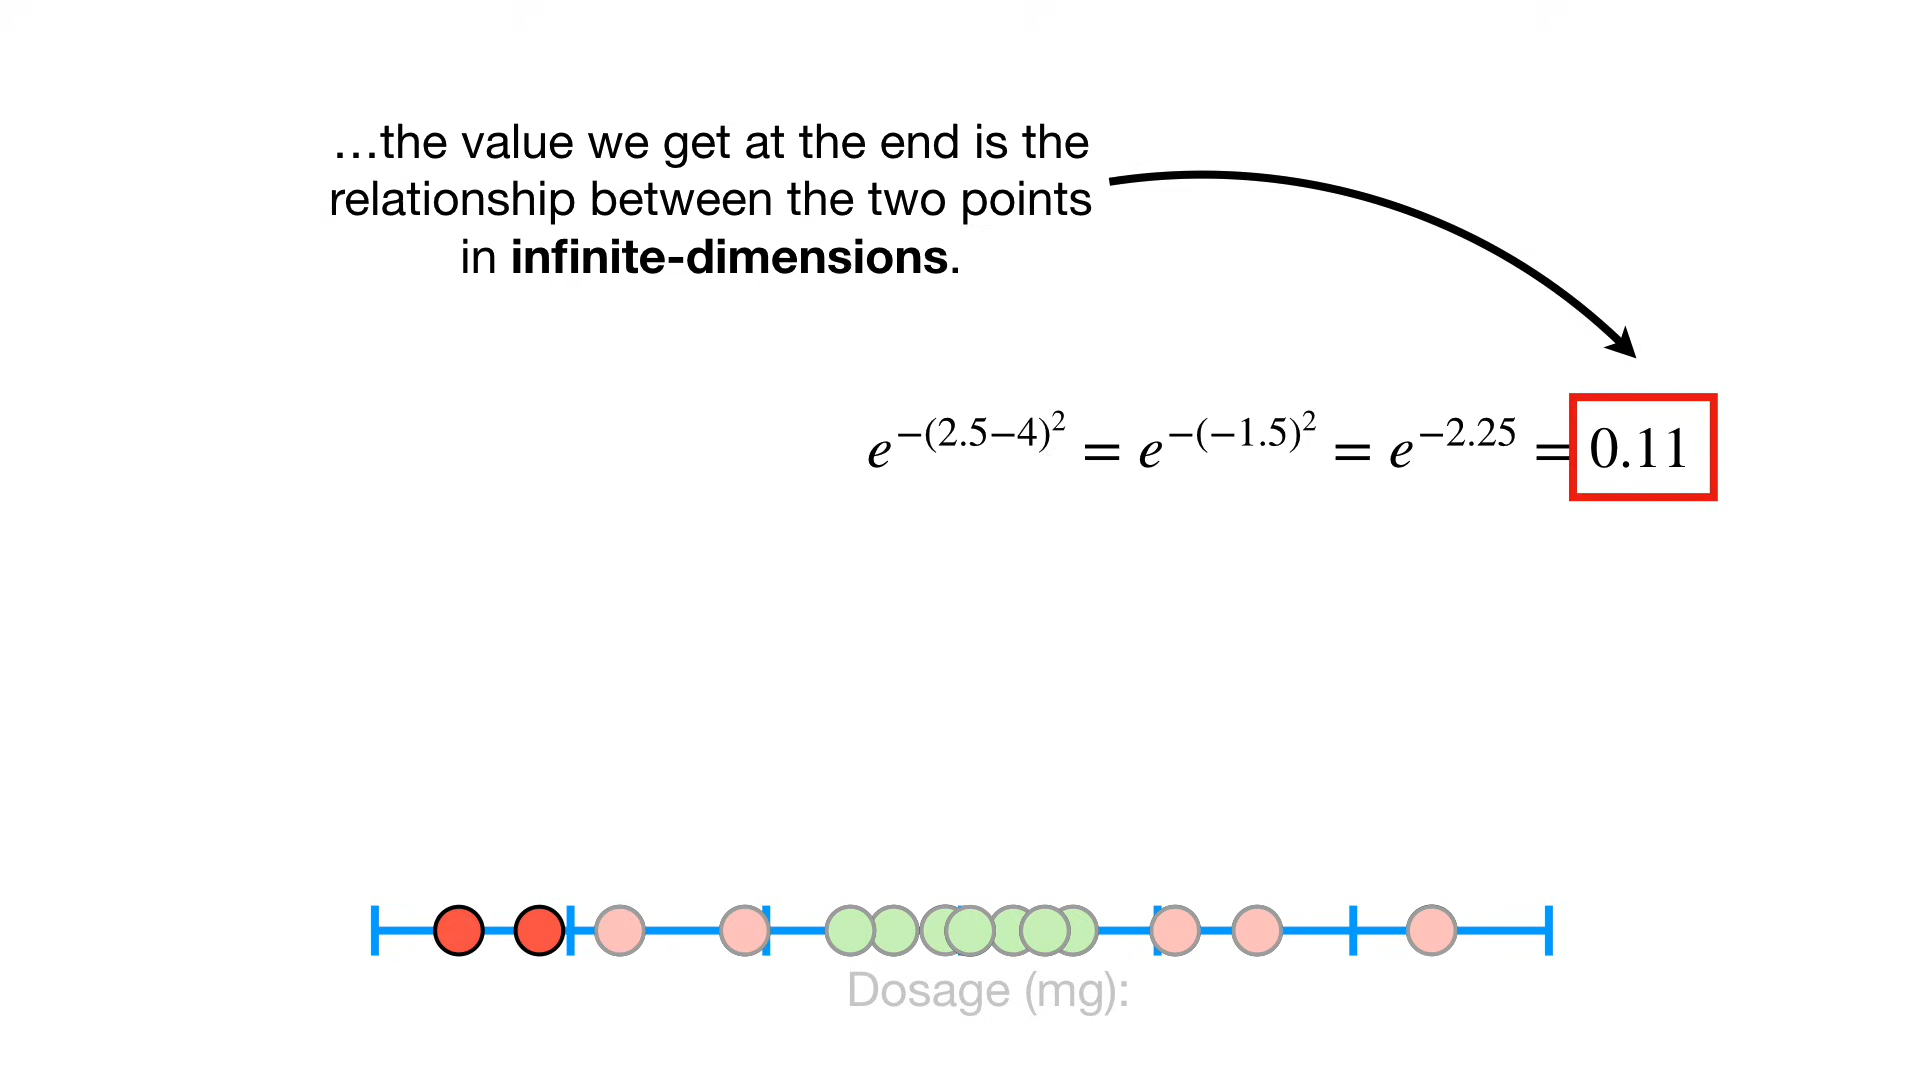 …the value we get at the end is the
relationship between the two points
in infinite-dimensions.
e^{-(2.5-4)^2} = e^{-(-1.5)^2} = e^{-2.25} = 0.11
Dosage (mg):